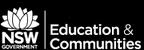 NSW
GOVERNMENT
Education &
Communities